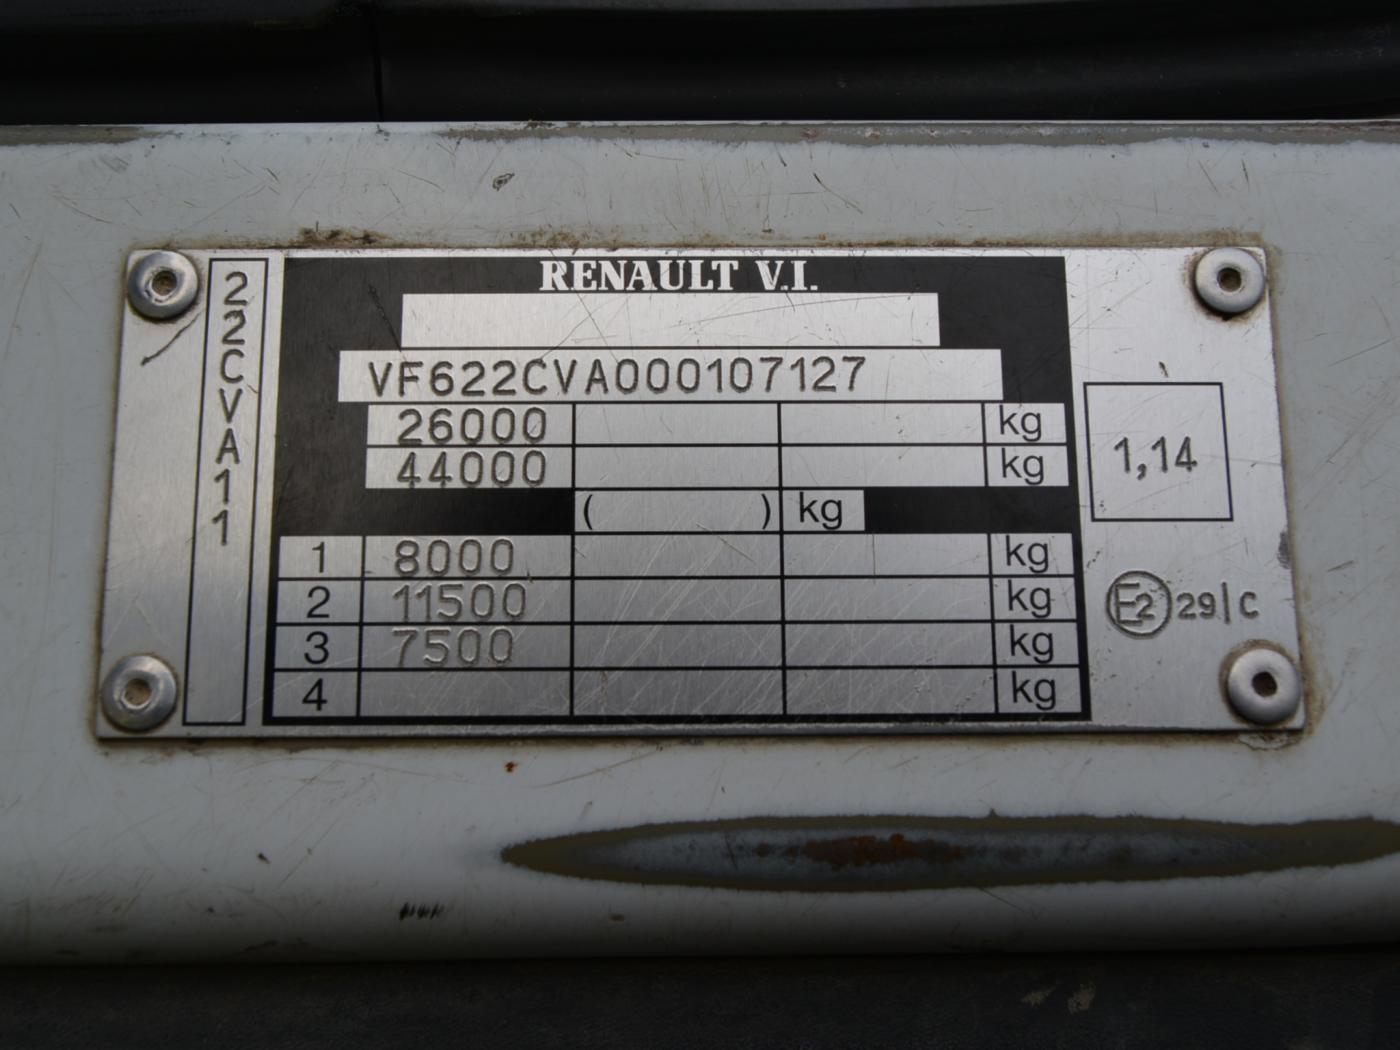 RENAULT V.I.
22CVA11
VF622CVA000107127
26000 kg
44000 kg
( ) kg
1 8000 kg
2 11500 kg
3 7500 kg
4 kg
1,14
E2 29|C